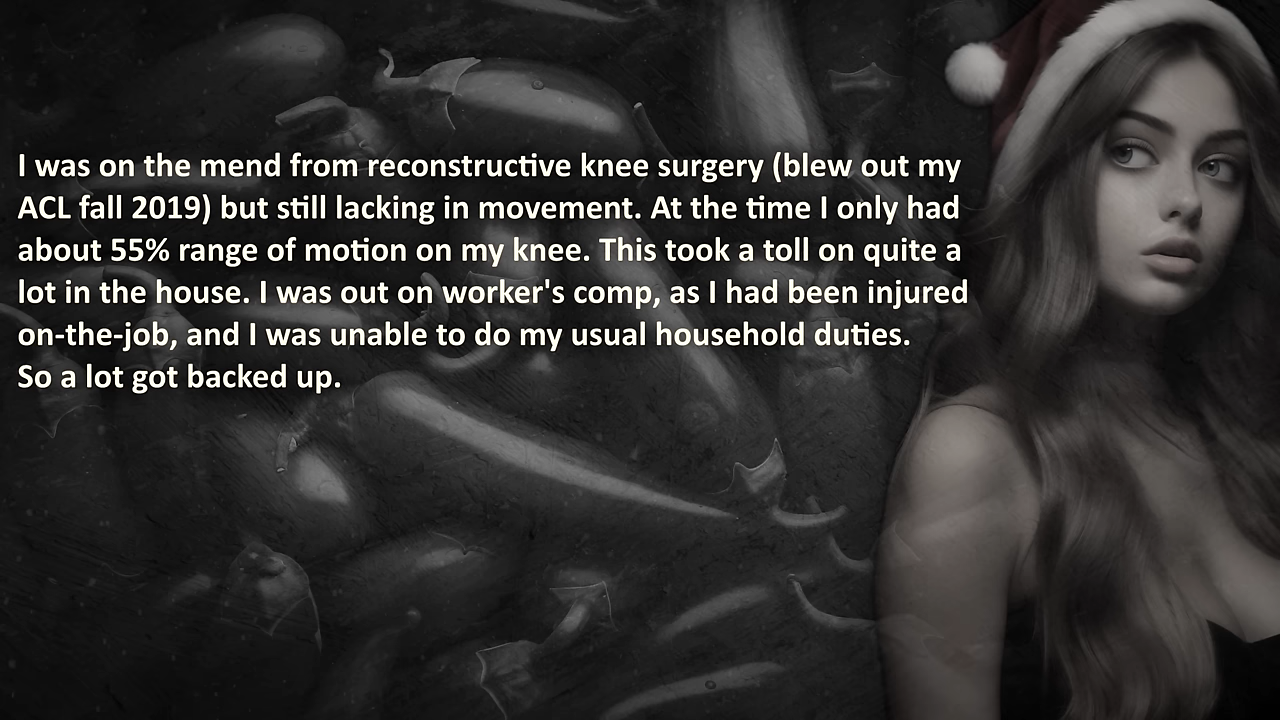 I was on the mend from reconstructive knee surgery (blew out my
ACL fall 2019) but still lacking in movement. At the time I only had
about 55% range of motion on my knee. This took a toll on quite a
lot in the house. I was out on worker's comp, as I had been injured
on-the-job, and I was unable to do my usual household duties.
So a lot got backed up.